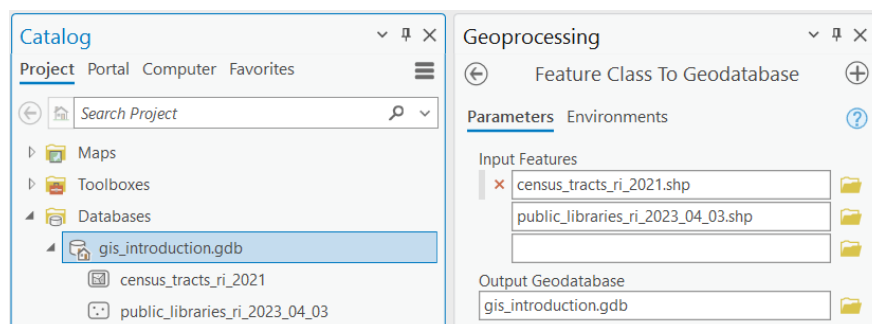 Catalog
Project Portal Computer Favorites
Search Project
Maps
Toolboxes
Databases
gis_introduction.gdb
census_tracts_ri_2021
public_libraries_ri_2023_04_03
Geoprocessing
Feature Class To Geodatabase
Parameters Environments
Input Features
census_tracts_ri_2021.shp
public_libraries_ri_2023_04_03.shp
Output Geodatabase
gis_introduction.gdb